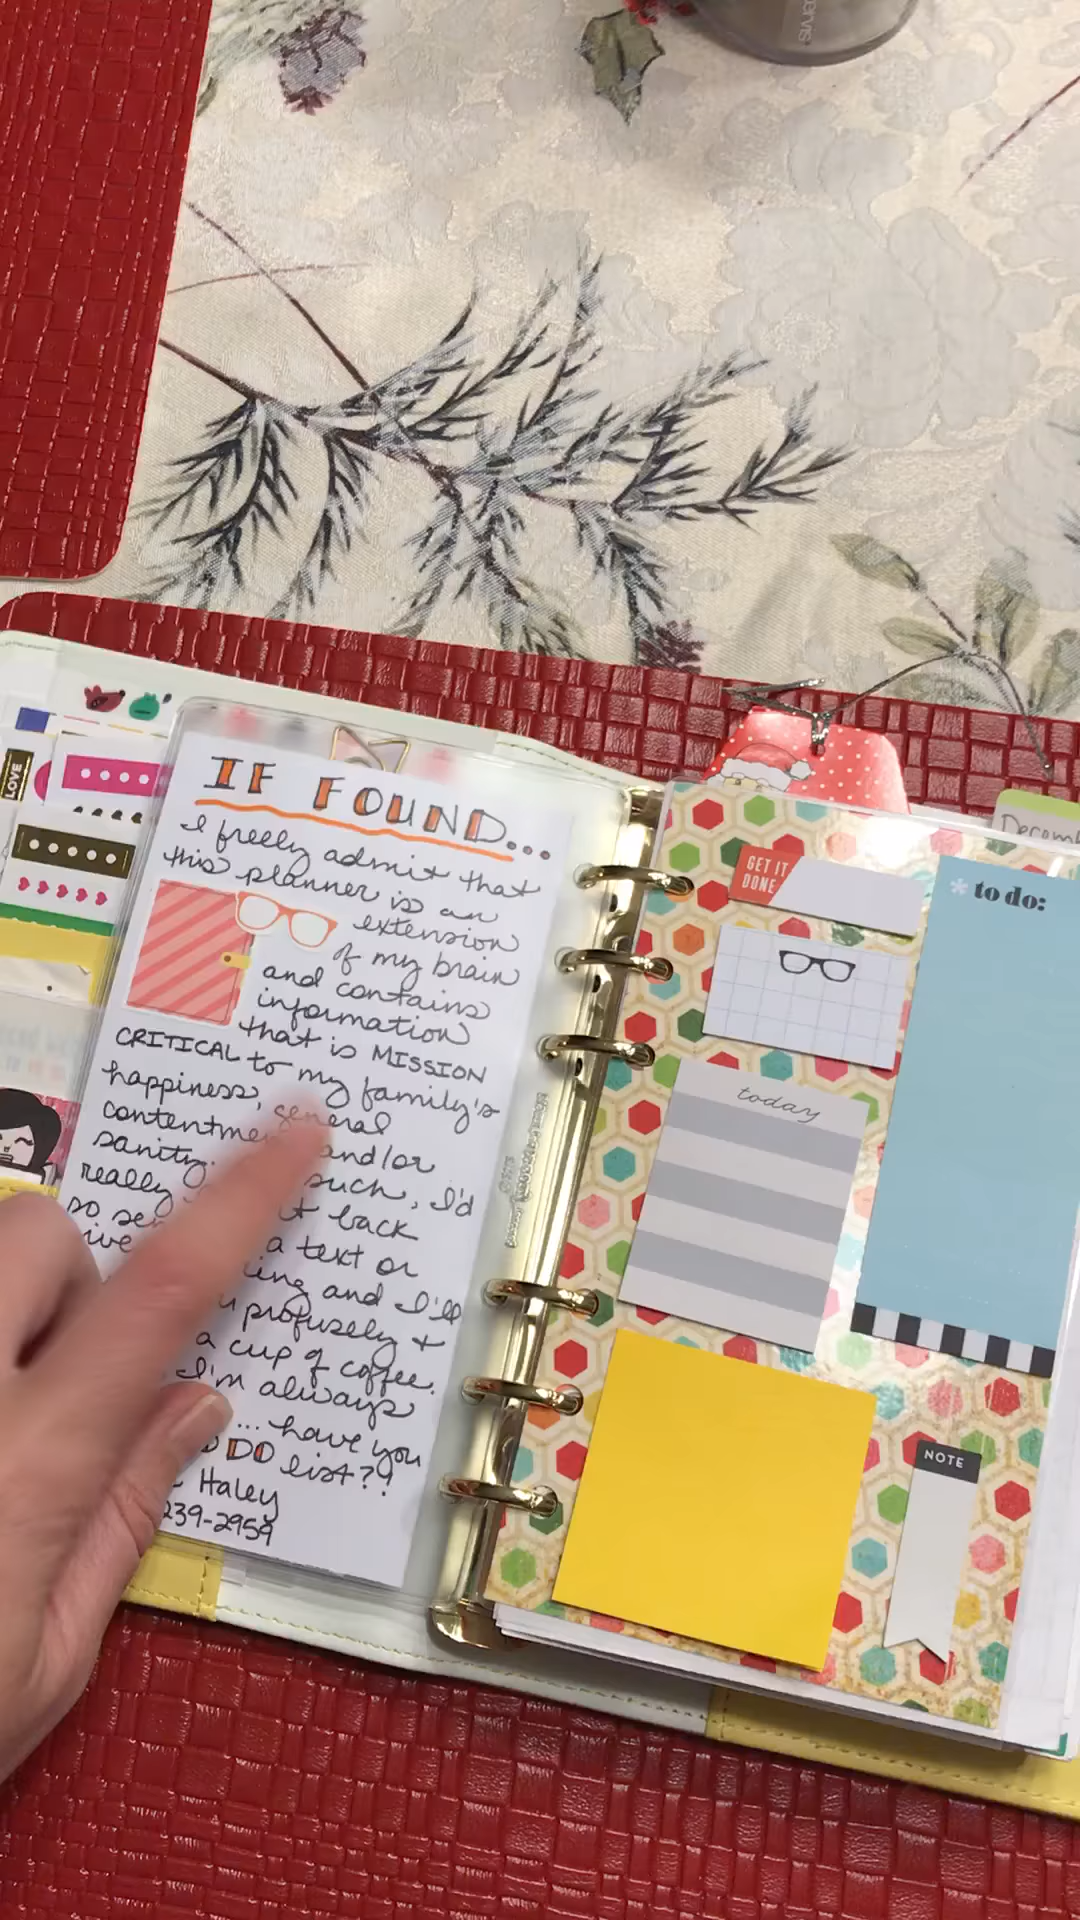 IF FOUND...
I freely admit that
this planner is an
extension
of my brain
and contains
information
that is MISSION
CRITICAL to my family's
happiness, general
and/or
sanity.
such, I'd
really
back
so
a text or
and I'll
profusely +
a cup of coffee.
I'm always
... have you
DO list?!
Haley
239-2959
LOVE
GET IT
DONE
today
* to do:
NOTE